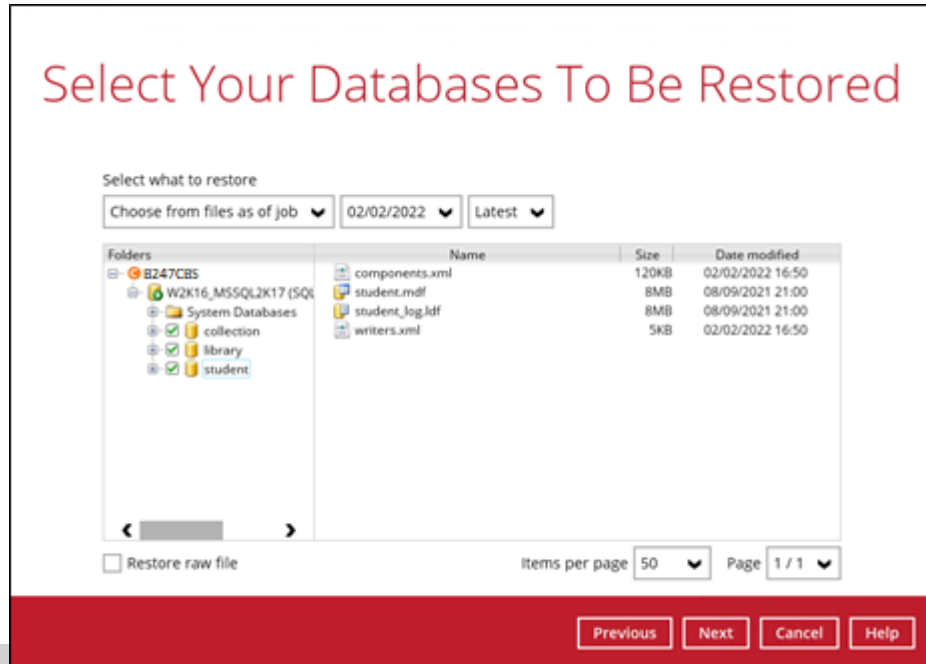 Select Your Databases To Be Restored
Select what to restore
Choose from files as of job 02/02/2022 Latest
Folders Name Size Date modified
B247CBS components.xml 120KB 02/02/2022 16:50
W2K16_MSSQL2K17 (SQL student.mdf 8MB 08/09/2021 21:00
System Databases student_log.ldf 8MB 08/09/2021 21:00
collection writers.xml 5KB 02/02/2022 16:50
library
student
Restore raw file Items per page 50 Page 1 / 1
Previous Next Cancel Help